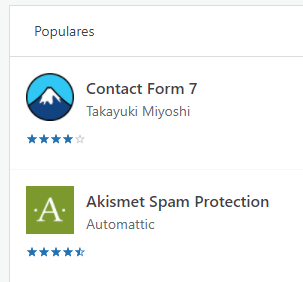 Populares
Contact Form 7
Takayuki Miyoshi
A
Akismet Spam Protection
Automattic